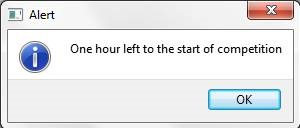 Alert
One hour left to the start of competition
OK